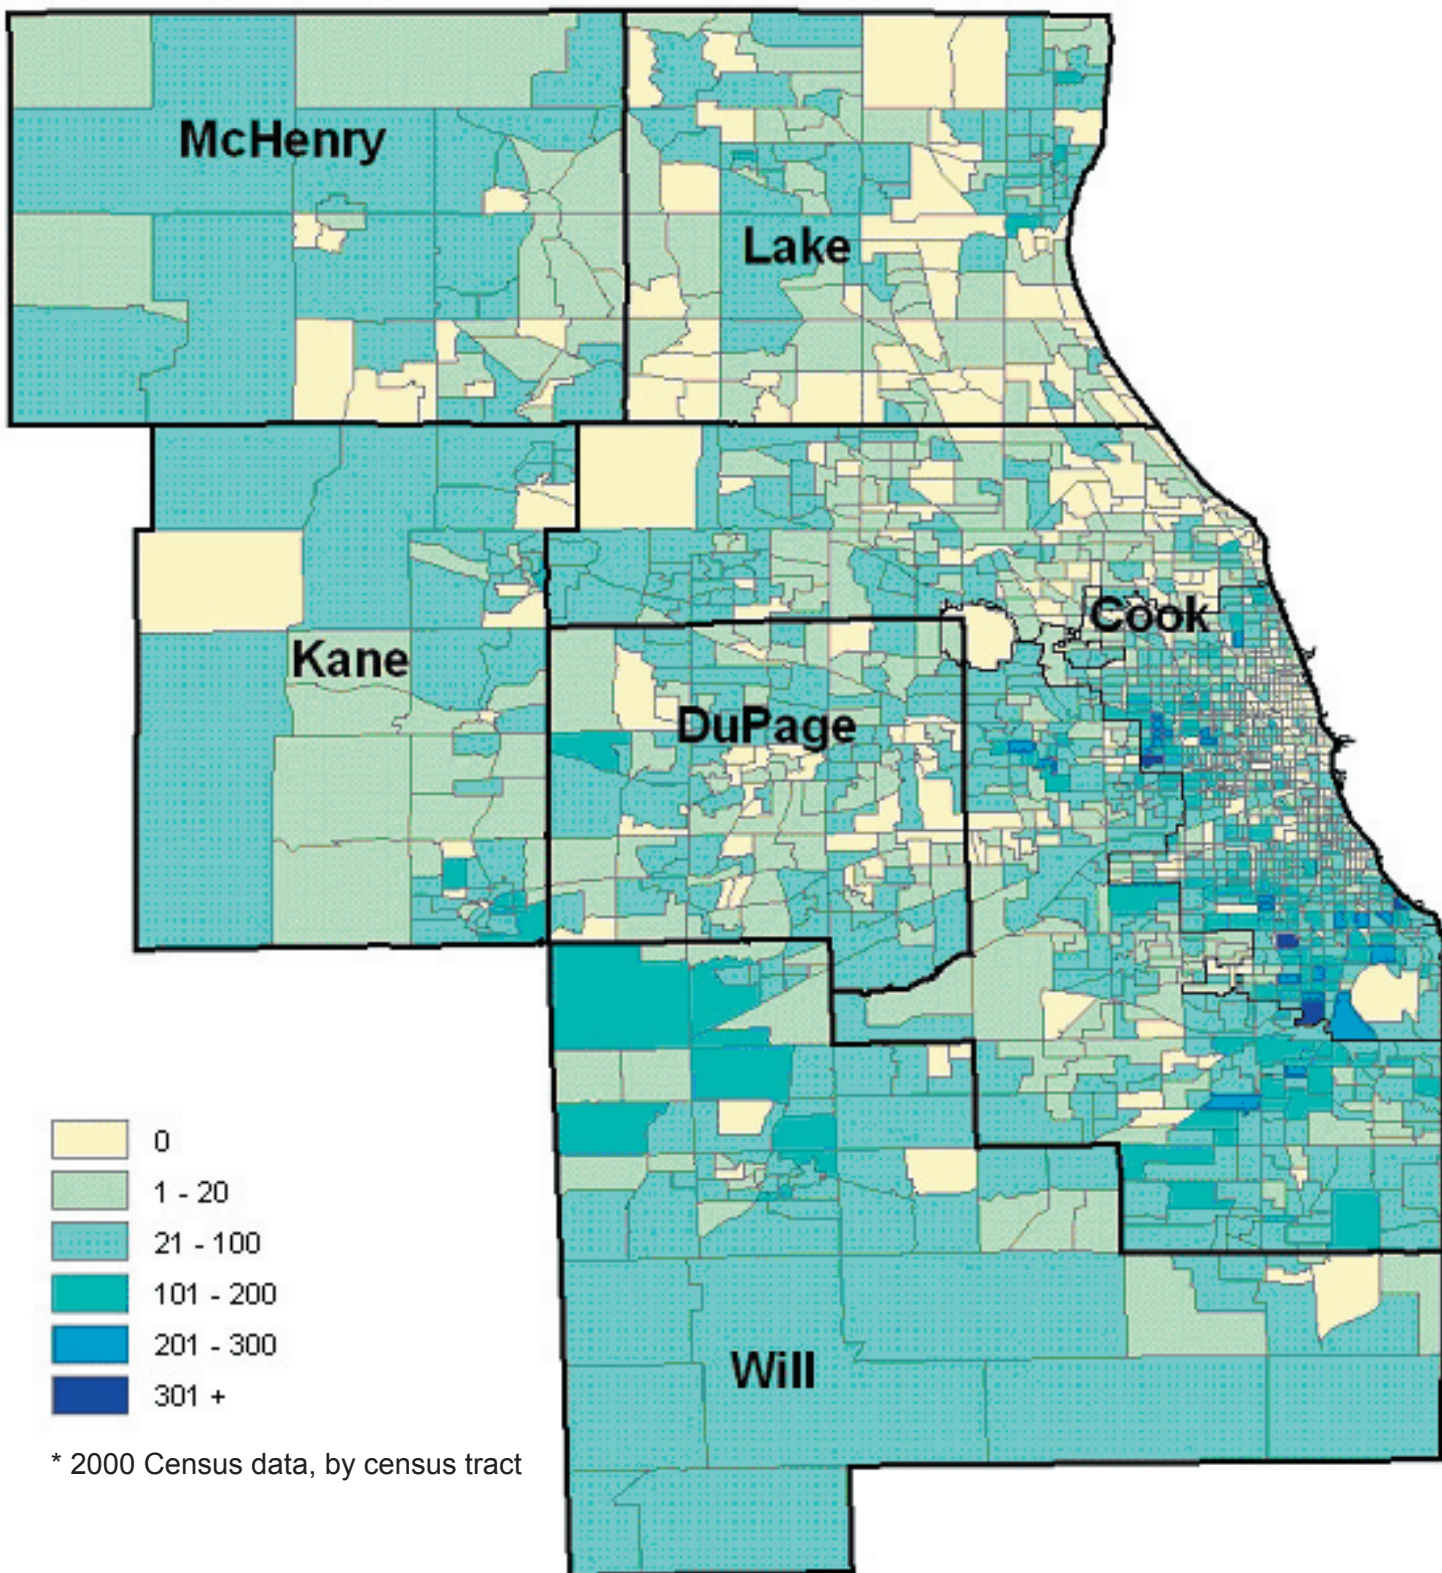 McHenry
Lake
Cook
Kane
DuPage
0
1 - 20
21 - 100
101 - 200
201 - 300
301 +
Will
* 2000 Census data, by census tract